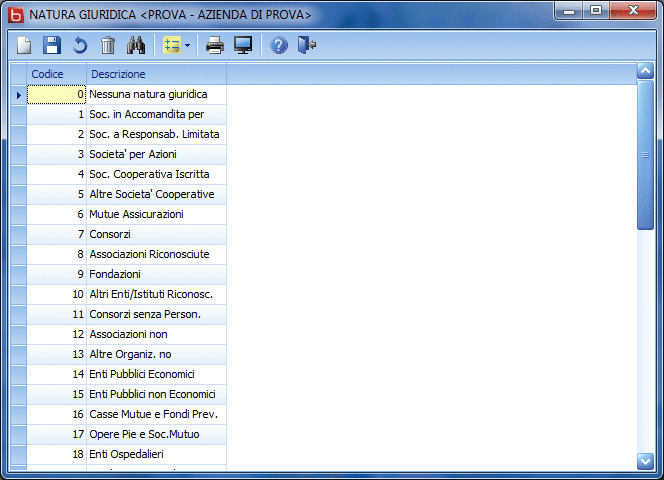 NATURA GIURIDICA <PROVA - AZIENDA DI PROVA>
Codice Descrizione
0 Nessuna natura giuridica
1 Soc. in Accomandita per
2 Soc. a Responsab. Limitata
3 Societa' per Azioni
4 Soc. Cooperativa Iscritta
5 Altre Societa' Cooperative
6 Mutue Assicurazioni
7 Consorzi
8 Associazioni Riconosciute
9 Fondazioni
10 Altri Enti/Istituti Riconosc.
11 Consorzi senza Person.
12 Associazioni non
13 Altre Organiz. no
14 Enti Pubblici Economici
15 Enti Pubblici non Economici
16 Casse Mutue e Fondi Prev.
17 Opere Pie e Soc.Mutuo
18 Enti Ospedalieri